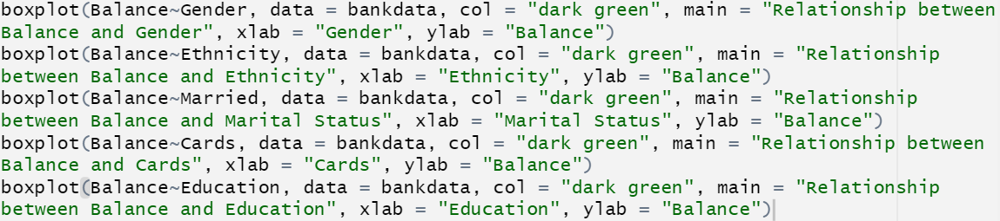 boxplot(Balance~Gender, data = bankdata, col = "dark green", main = "Relationship between
Balance and Gender", xlab = "Gender", ylab = "Balance")
boxplot(Balance~Ethnicity, data = bankdata, col = "dark green", main = "Relationship
between Balance and Ethnicity", xlab = "Ethnicity", ylab = "Balance")
boxplot(Balance~Married, data = bankdata, col = "dark green", main = "Relationship
between Balance and Marital Status", xlab = "Marital Status", ylab = "Balance")
boxplot(Balance~Cards, data = bankdata, col = "dark green", main = "Relationship between
Balance and Cards", xlab = "Cards", ylab = "Balance")
boxplot(Balance~Education, data = bankdata, col = "dark green", main = "Relationship
between Balance and Education", xlab = "Education", ylab = "Balance")